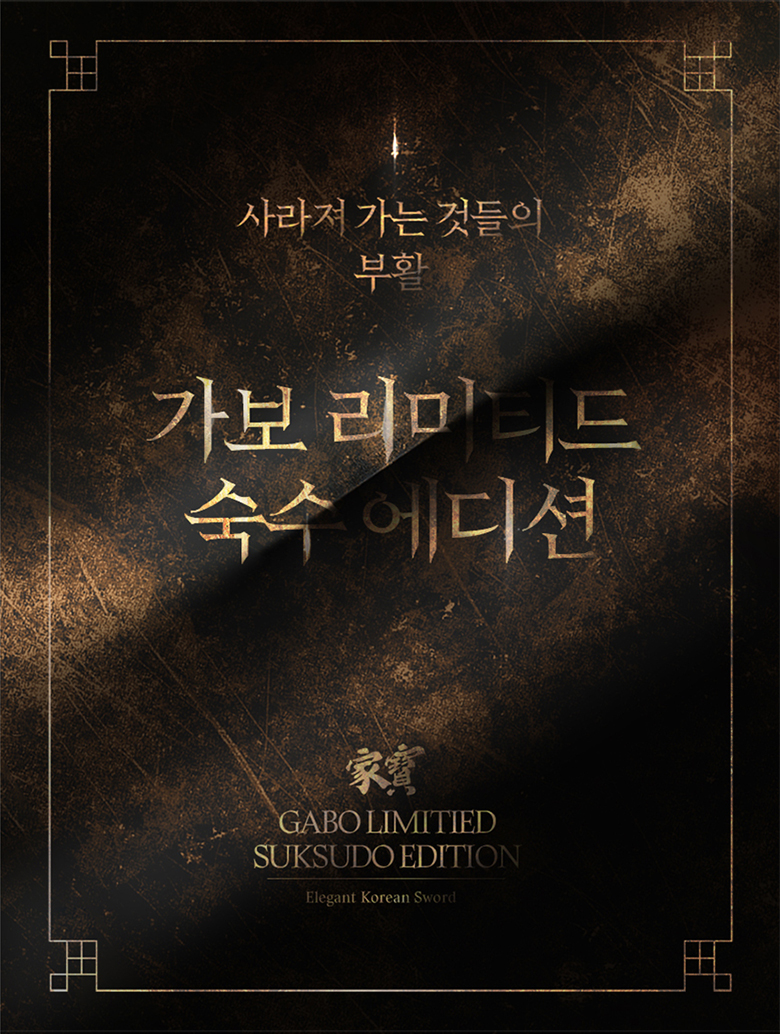 사라져 가는 것들의
부활
가보 리미티드
숙수 에디션
家寶
GABO LIMITIED
SUKSUDO EDITION
Elegant Korean Sword